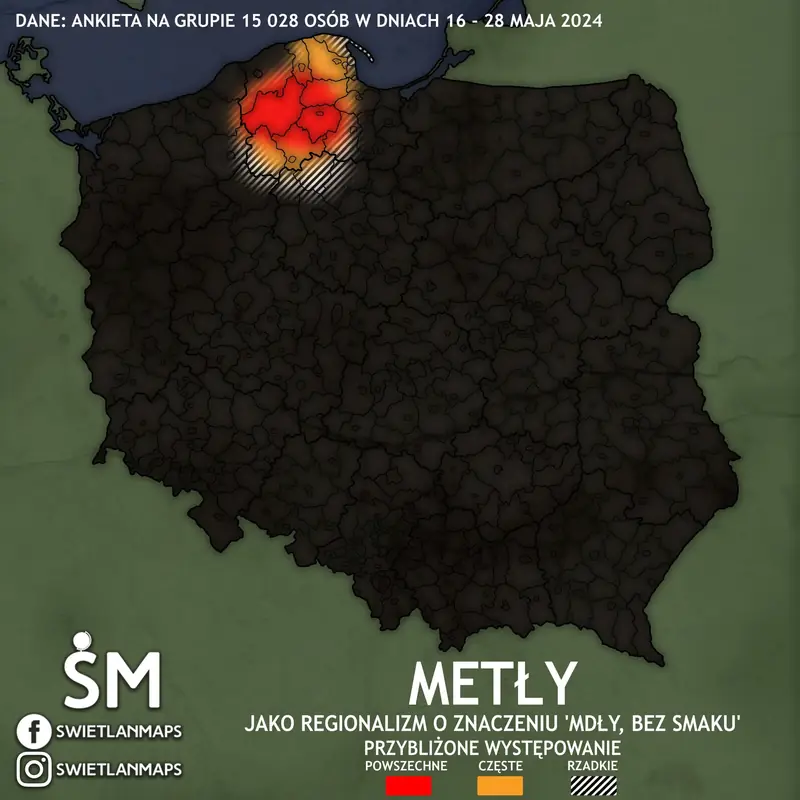 DANE: ANKIETA NA GRUPIE 15 028 OSÓB W DNIACH 16 - 28 MAJA 2024
ŚM
SWIETLANMAPS
SWIETLANMAPS
METŁY
JAKO REGIONALIZM O ZNACZENIU 'MDŁY, BEZ SMAKU'
PRZYBLIŻONE WYSTĘPOWANIE
POWSZECHNE CZĘSTE RZADKIE